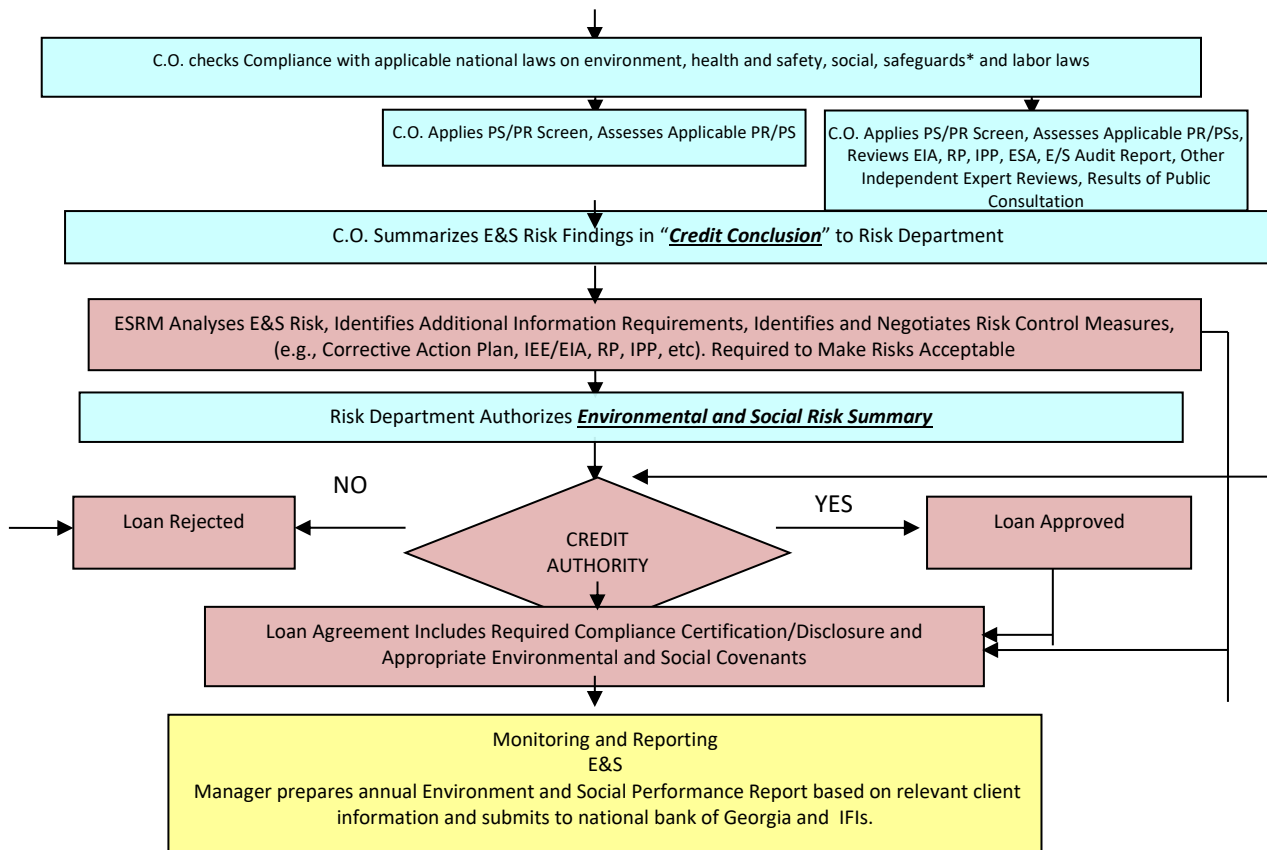 C.O. checks Compliance with applicable national laws on environment, health and safety, social, safeguards* and labor laws
C.O. Applies PS/PR Screen, Assesses Applicable PR/PS
C.O. Applies PS/PR Screen, Assesses Applicable PR/PSs,
Reviews EIA, RP, IPP, ESA, E/S Audit Report, Other
Independent Expert Reviews, Results of Public
Consultation
C.O. Summarizes E&S Risk Findings in “Credit Conclusion” to Risk Department
ESRM Analyses E&S Risk, Identifies Additional Information Requirements, Identifies and Negotiates Risk Control Measures,
(e.g., Corrective Action Plan, IEE/EIA, RP, IPP, etc). Required to Make Risks Acceptable
Risk Department Authorizes Environmental and Social Risk Summary
NO
YES
Loan Rejected
Loan Approved
CREDIT
AUTHORITY
Loan Agreement Includes Required Compliance Certification/Disclosure and
Appropriate Environmental and Social Covenants
Monitoring and Reporting
E&S
Manager prepares annual Environment and Social Performance Report based on relevant client
information and submits to national bank of Georgia and IFIs.